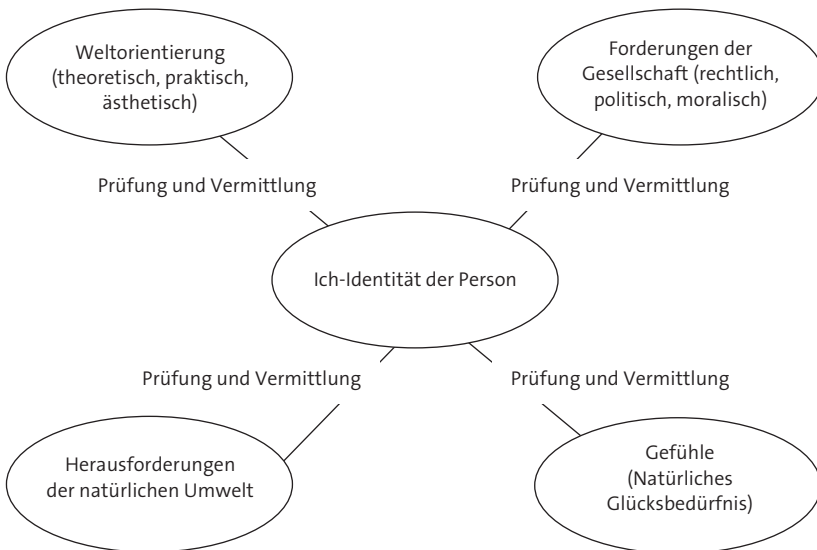 Weltorientierung
(theoretisch, praktisch,
ästhetisch)
Forderungen der
Gesellschaft (rechtlich,
politisch, moralisch)
Prüfung und Vermittlung
Prüfung und Vermittlung
Ich-Identität der Person
Prüfung und Vermittlung
Prüfung und Vermittlung
Herausforderungen
der natürlichen Umwelt
Gefühle
(Natürliches
Glücksbedürfnis)